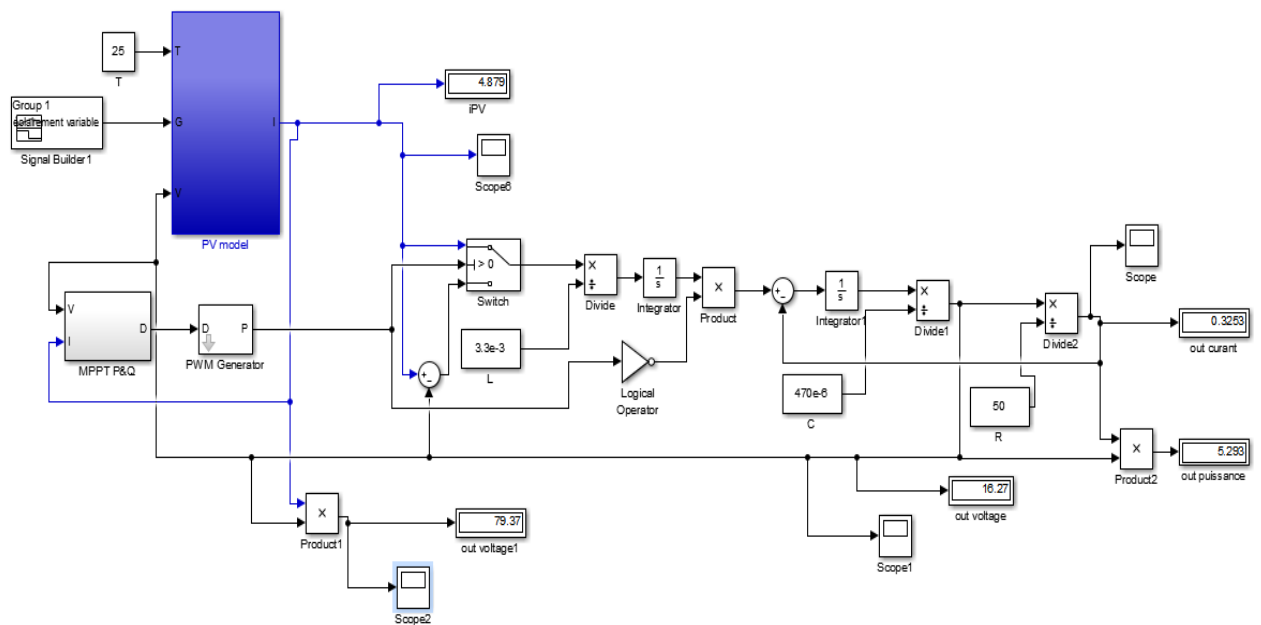 25
T
T
Group 1
Signal Builder1
G
I
V
PV model
4.879
iPV
Scope6
V
I
D
MPPT P&Q
D
P
PWM Generator
> 0
Switch
+
-
3.3e-3
L
×
÷
Divide
1
s
Integrator
Logical
Operator
×
Product
+
-
1
s
Integrator1
×
÷
Divide1
470e-6
C
×
÷
Divide2
50
R
Scope
0.3253
out curant
×
Product2
5.293
out puissance
16.27
out voltage
Scope1
×
Product1
79.37
out voltage1
Scope2